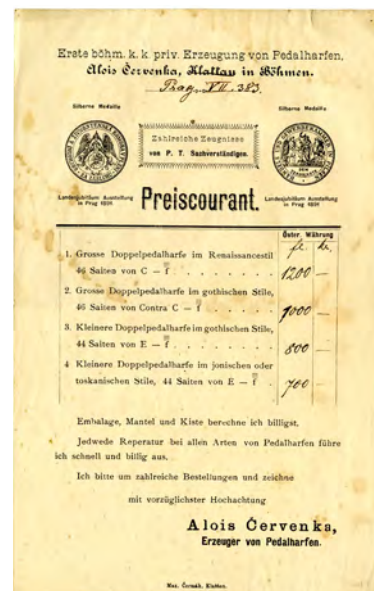 Erste böhm. k. k. priv. Erzeugung von Pedalharfen,
Alois Červenka, Klattau in Böhmen.
Prag. VII. 383.
Silberne Medaille
Silberne Medaille
Zahlreiche Zeugnisse
von P. T. Sachverständigen.
Landesjubiläum Ausstellung
in Prag 1891
Landesjubiläum Ausstellung
in Prag 1891
Preiscourant.
Österr. Währung
fl. kr.
1. Grosse Doppelpedalharfe im Renaissancestil
46 Saiten von C — f . . . . . . . . 1200 —
2. Grosse Doppelpedalharfe im gothischen Stile,
46 Saiten von Contra C — f . . . . . 1000 —
3. Kleinere Doppelpedalharfe im gothischen Stile,
44 Saiten von E — f . . . . . . . . 800 —
4 Kleinere Doppelpedalharfe im jonischen oder
toskanischen Stile, 44 Saiten von E — f . 700 —
Embalage, Mantel und Kiste berechne ich billigst.
Jedwede Reperatur bei allen Arten von Pedalharfen führe
ich schnell und billig aus.
Ich bitte um zahlreiche Bestellungen und zeichne
mit vorzüglichster Hochachtung
Alois Červenka,
Erzeuger von Pedalharfen.
Max. Čermák, Klattau.